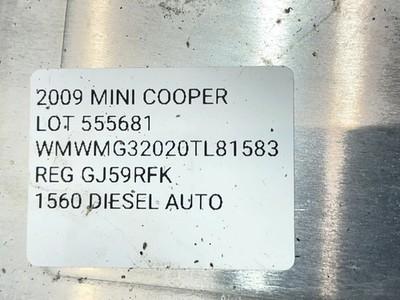 2009 MINI COOPER
LOT 555681
WMWMG32020TL81583
REG GJ59RFK
1560 DIESEL AUTO